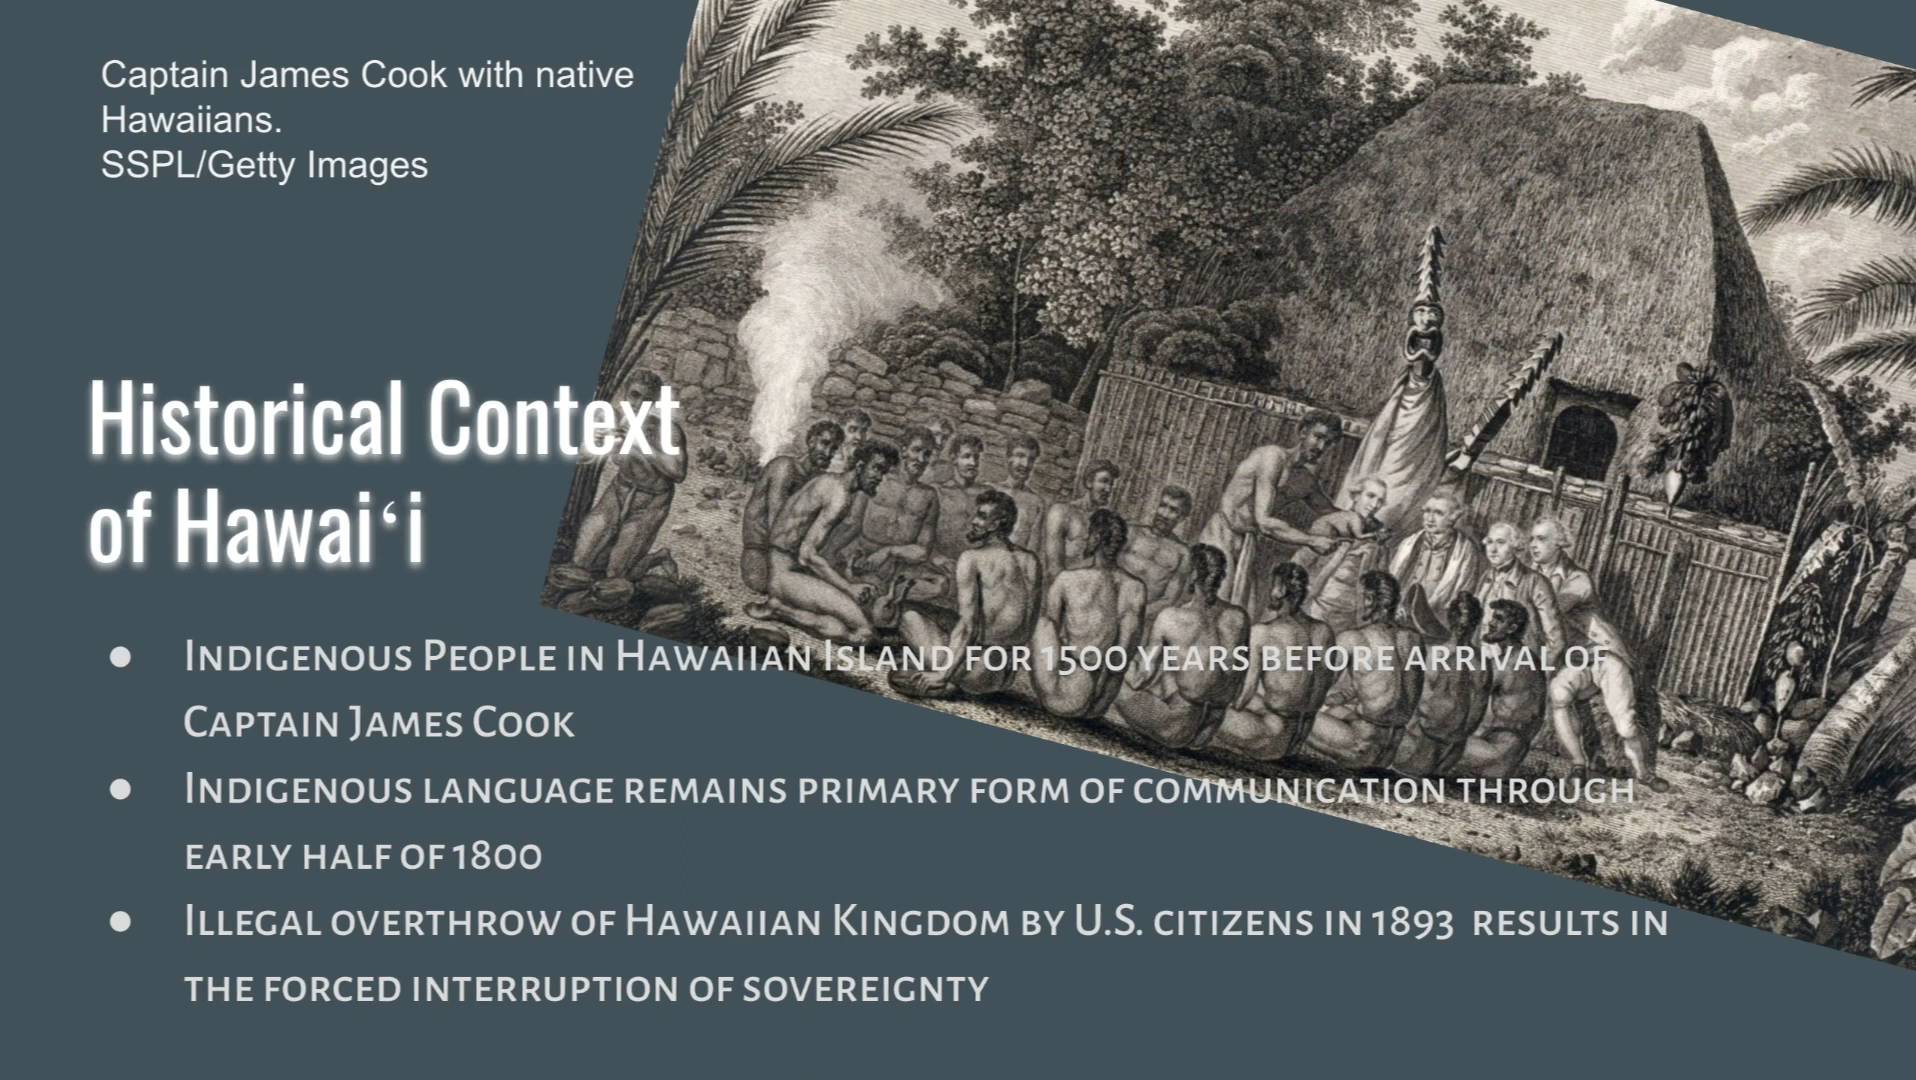 Captain James Cook with native
Hawaiians.
SSPL/Getty Images
Historical Context
of Hawaiʻi
● Indigenous People in Hawaiian Island for 1500 years before arrival of
Captain James Cook
● Indigenous language remains primary form of communication through
early half of 1800
● Illegal overthrow of Hawaiian Kingdom by U.S. citizens in 1893 results in
the forced interruption of sovereignty